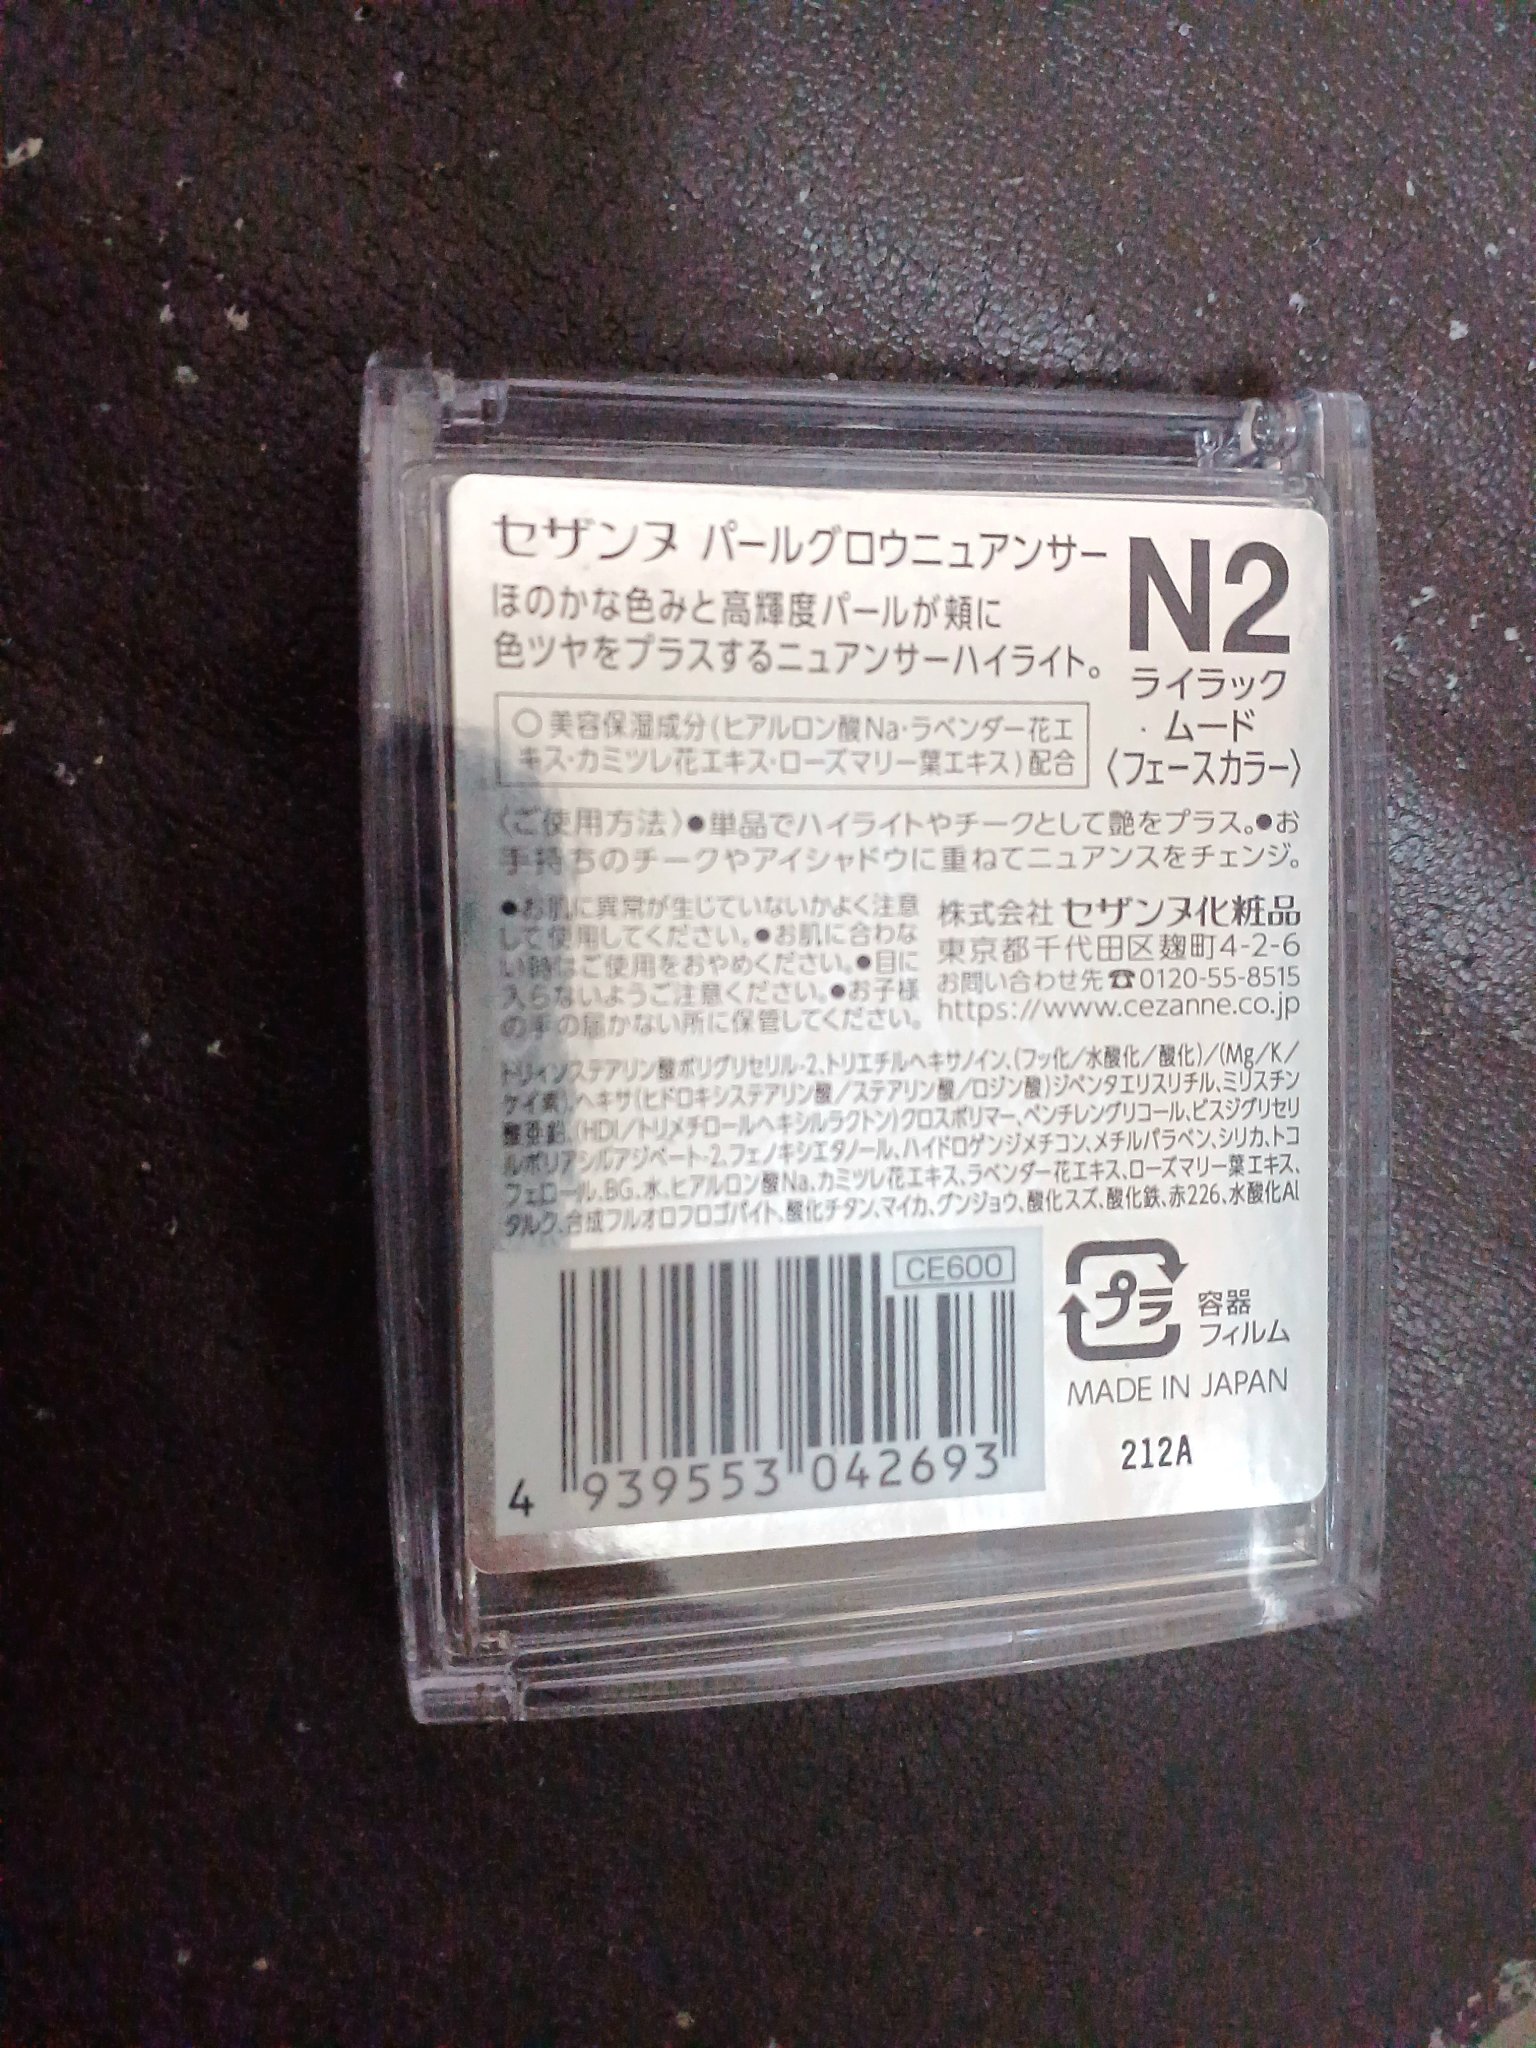 セザンヌ パールグロウニュアンサー
N2
ほのかな色みと高輝度パールが頬に
色ツヤをプラスするニュアンサーハイライト。
ライラック
ムード
〈フェースカラー〉
○ 美容保湿成分(ヒアルロン酸Na・ラベンダー花エ
キス・カミツレ花エキス・ローズマリー葉エキス)配合
〈ご使用方法〉●単品でハイライトやチークとして艶をプラス。●お
手持ちのチークやアイシャドウに重ねてニュアンスをチェンジ。
●お肌に異常が生じていないかよく注意
して使用してください。●お肌に合わな
い時はご使用をおやめください。●目に
入らないようご注意ください。●お子様
の手の届かない所に保管してください。
株式会社 セザンヌ化粧品
東京都千代田区麹町4-2-6
お問い合わせ先☎0120-55-8515
https://www.cezanne.co.jp
トリイソステアリン酸ポリグリセリル-2、トリエチルヘキサノイン、(フッ化/水酸化/酸化)/(Mg/K/
ケイ素)、ヘキサ(ヒドロキシステアリン酸/ステアリン酸/ロジン酸)ジペンタエリスリチル、ミリスチン
酸亜鉛、(HDI/トリメチロールヘキシルラクトン)クロスポリマー、ペンチレングリコール、ビスジグリセリ
ルポリアシルアジペート-2、フェノキシエタノール、ハイドロゲンジメチコン、メチルパラベン、シリカ、トコ
フェロール、BG、水、ヒアルロン酸Na、カミツレ花エキス、ラベンダー花エキス、ローズマリー葉エキス、
タルク、合成フルオロフロゴパイト、酸化チタン、マイカ、グンジョウ、酸化スズ、酸化鉄、赤226、水酸化Al
CE600
4 939553 042693
プラ
容器
フィルム
MADE IN JAPAN
212A